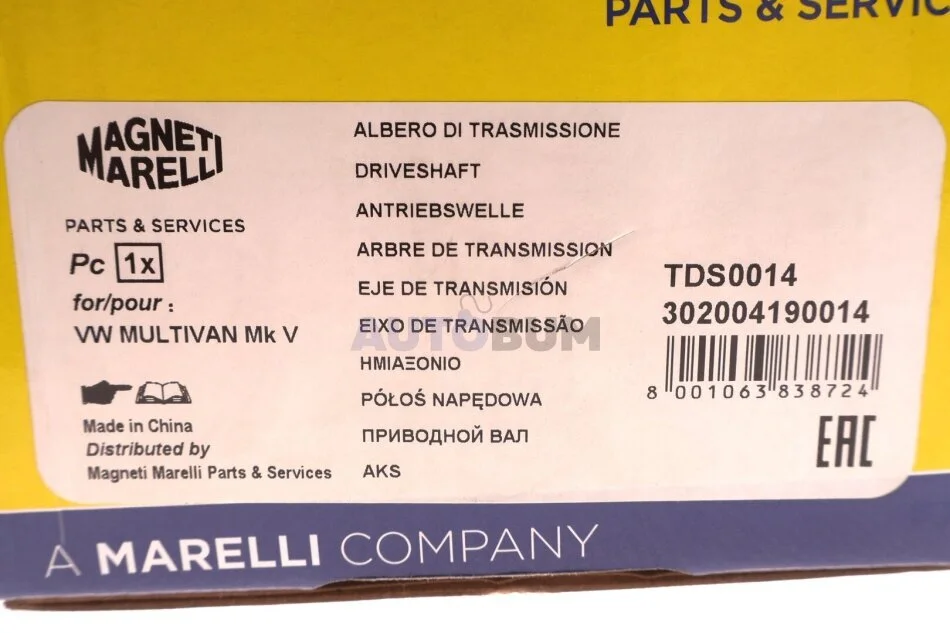 PARTS & SERVIC
MAGNETI
MARELLI
PARTS & SERVICES
Pc 1x
for/pour :
VW MULTIVAN Mk V
Made in China
Distributed by
Magneti Marelli Parts & Services
ALBERO DI TRASMISSIONE
DRIVESHAFT
ANTRIEBSWELLE
ARBRE DE TRANSMISSION
EJE DE TRANSMISIÓN
EIXO DE TRANSMISSÃO
ΗΜΙΑΞΟΝΙΟ
PÓŁOŚ NAPĘDOWA
ПРИВОДНОЙ ВАЛ
AKS
AUTOBUM
TDS0014
302004190014
8 001063 838724
EAC
A MARELLI COMPANY